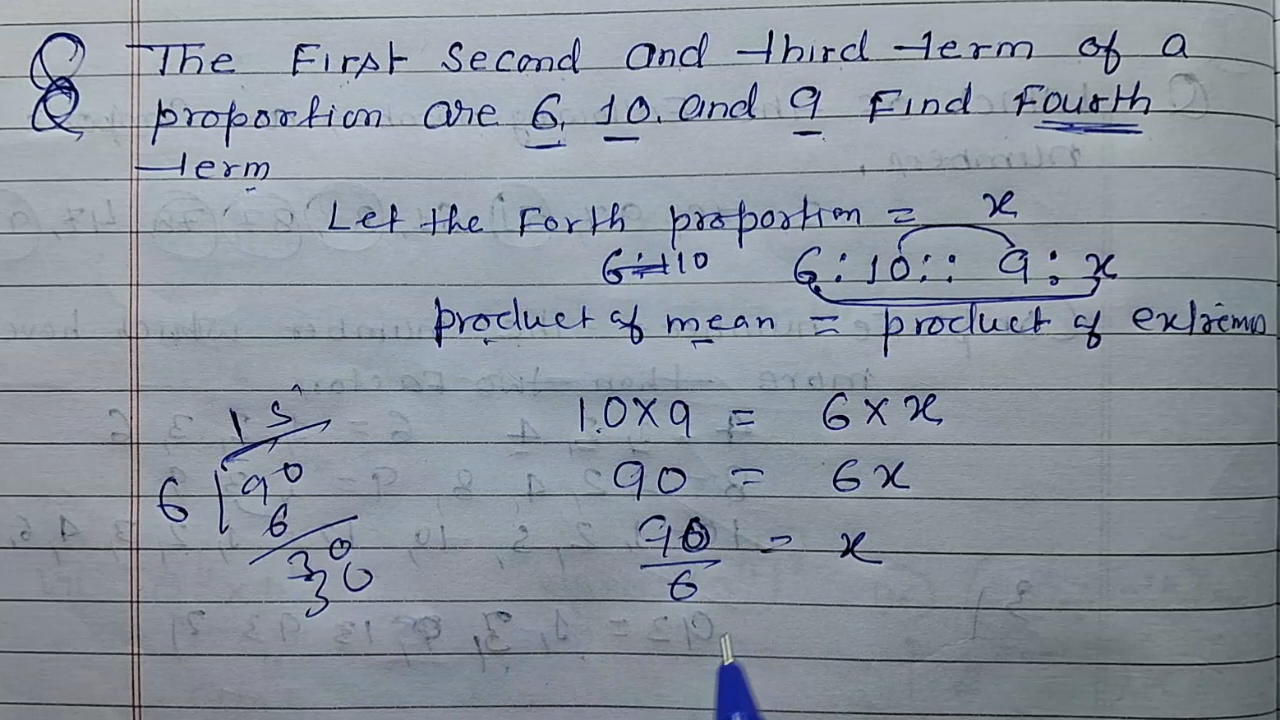 Q The First Second and third term of a
Q proportion are 6, 10, and 9 Find Fourth
term
Let the Forth proportion = x
6:110 6:10::9:x
product of mean = product of extrems
10×9 = 6×x
90 = 6x
90/6 = x
15
6 90
6
30
30